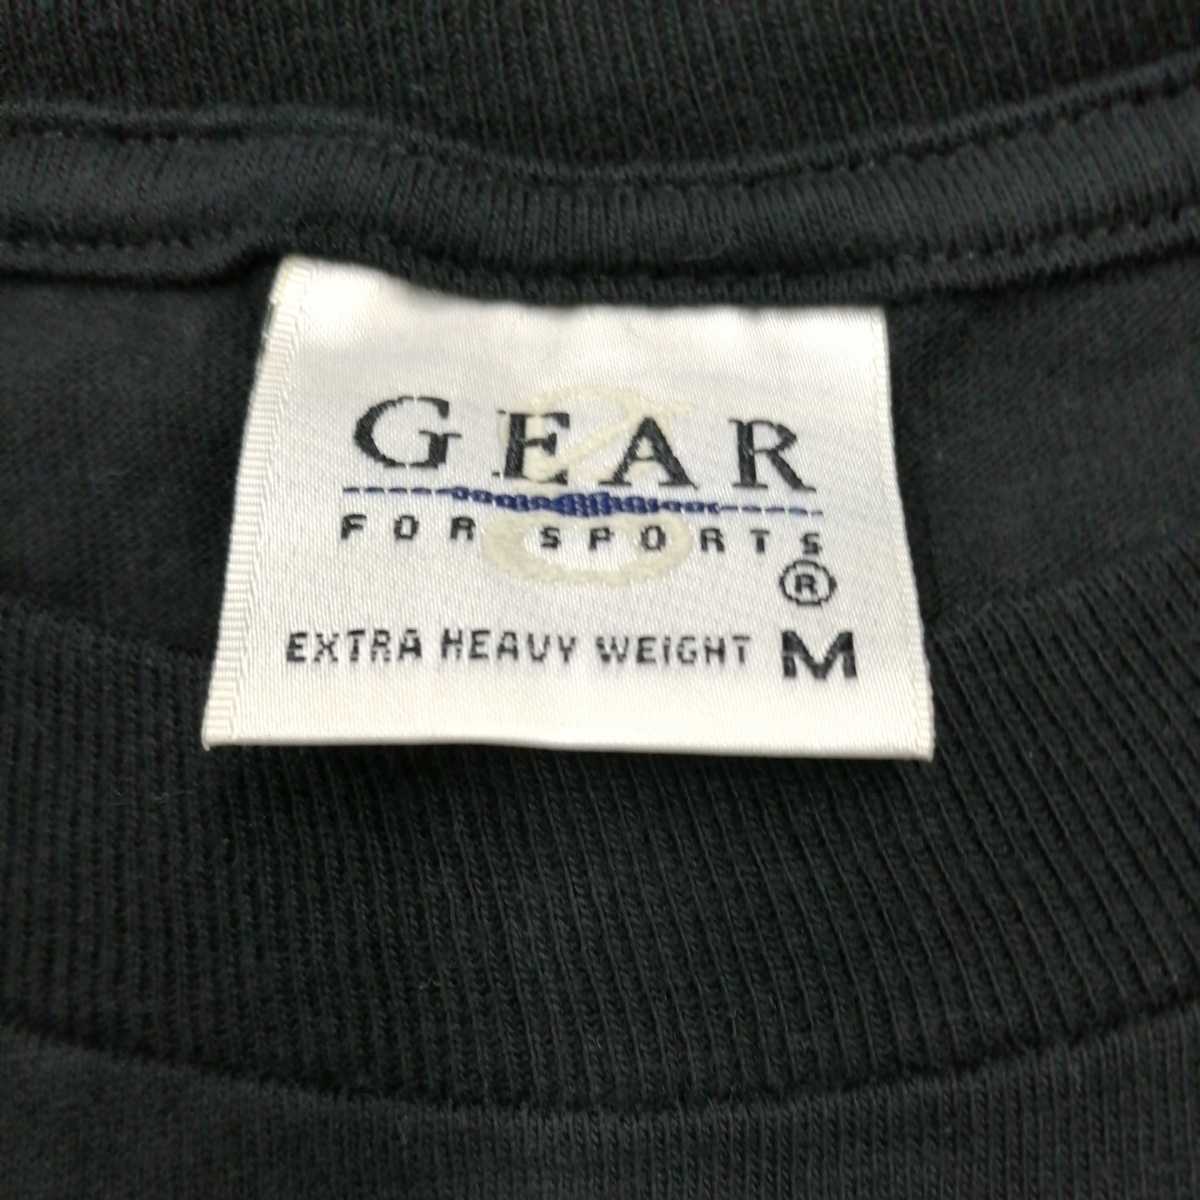 GEAR
FOR SPORTS
®
EXTRA HEAVY WEIGHT M